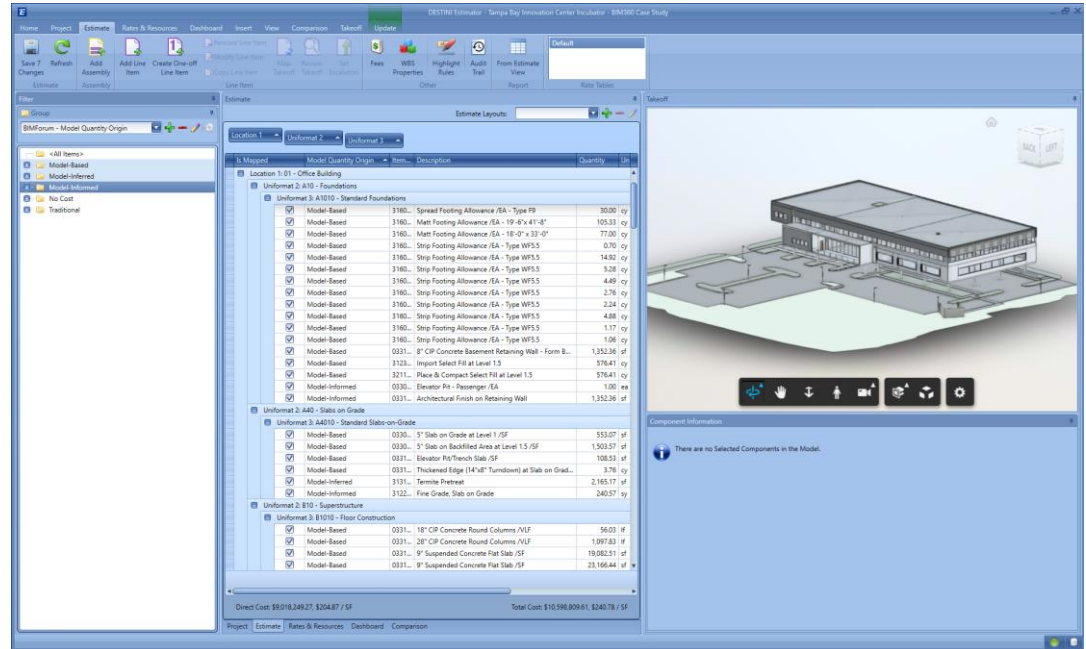 DESTINI Estimator - Tampa Bay Innovation Center Incubator - BIM360 Case Study
Home Project Estimate Rates & Resources Dashboard Insert View Comparison Takeoff Update
Save 7 Changes
Refresh
Add Assembly
Add Line Item
Create One-off Line Item
Remove Line Item
Modify Line Item
Copy Line Item
Map Takeoff
Takeoff
Set Escalation
Fees
WBS Properties
Highlight Rules
Audit Trail
From Estimate View
Default
Estimate Assembly Line Item Other Report Rate Tables
Filter
Group
BIMForum - Model Quantity Origin
<All Items>
Model-Based
Model-Inferred
Model-Informed
No Cost
Traditional
Estimate
Estimate Layouts:
Location 1 Uniformat 2 Uniformat 3
Is Mapped Model Quantity Origin Item... Description Quantity Un
Location 1: 01 - Office Building
Uniformat 2: A10 - Foundations
Uniformat 3: A1010 - Standard Foundations
Model-Based 3160... Spread Footing Allowance /EA - Type F9 30.00 cy
Model-Based 3160... Matt Footing Allowance /EA - 19'-6"x 41'-8" 105.33 cy
Model-Based 3160... Matt Footing Allowance /EA - 18'-0" x 33'-0" 77.00 cy
Model-Based 3160... Strip Footing Allowance /EA - Type WF5.5 0.70 cy
Model-Based 3160... Strip Footing Allowance /EA - Type WF5.5 14.92 cy
Model-Based 3160... Strip Footing Allowance /EA - Type WF5.5 5.28 cy
Model-Based 3160... Strip Footing Allowance /EA - Type WF5.5 4.49 cy
Model-Based 3160... Strip Footing Allowance /EA - Type WF5.5 2.76 cy
Model-Based 3160... Strip Footing Allowance /EA - Type WF5.5 2.24 cy
Model-Based 3160... Strip Footing Allowance /EA - Type WF5.5 4.88 cy
Model-Based 3160... Strip Footing Allowance /EA - Type WF5.5 1.17 cy
Model-Based 3160... Strip Footing Allowance /EA - Type WF5.5 1.06 cy
Model-Based 0331... 8" CIP Concrete Basement Retaining Wall - Form B... 1,352.36 sf
Model-Based 3123... Import Select Fill at Level 1.5 576.41 cy
Model-Based 3211... Place & Compact Select Fill at Level 1.5 576.41 cy
Model-Informed 0330... Elevator Pit - Passenger /EA 1.00 ea
Model-Informed 0331... Architectural Finish on Retaining Wall 1,352.36 sf
Uniformat 2: A40 - Slabs on Grade
Uniformat 3: A4010 - Standard Slabs-on-Grade
Model-Based 0330... 5" Slab on Grade at Level 1 /SF 553.07 sf
Model-Based 0330... 5" Slab on Backfilled Area at Level 1.5 /SF 1,503.57 sf
Model-Based 0331... Elevator Pit/Trench Slab /SF 108.53 sf
Model-Based 0331... Thickened Edge (14"x8" Turndown) at Slab on Grad... 3.76 cy
Model-Inferred 3131... Termite Pretreat 2,165.17 sf
Model-Informed 3122... Fine Grade, Slab on Grade 240.57 sy
Uniformat 2: B10 - Superstructure
Uniformat 3: B1010 - Floor Construction
Model-Based 0331... 18" CIP Concrete Round Columns /VLF 56.03 lf
Model-Based 0331... 28" CIP Concrete Round Columns /VLF 1,097.83 lf
Model-Based 0331... 9" Suspended Concrete Flat Slab /SF 19,082.51 sf
Model-Based 0331... 9" Suspended Concrete Flat Slab /SF 23,166.44 sf
Direct Cost: $9,018,249.27, $204.87 / SF Total Cost: $10,598,809.61, $240.78 / SF
Project Estimate Rates & Resources Dashboard Comparison
Takeoff
BACK LEFT
Component Information
There are no Selected Components in the Model.